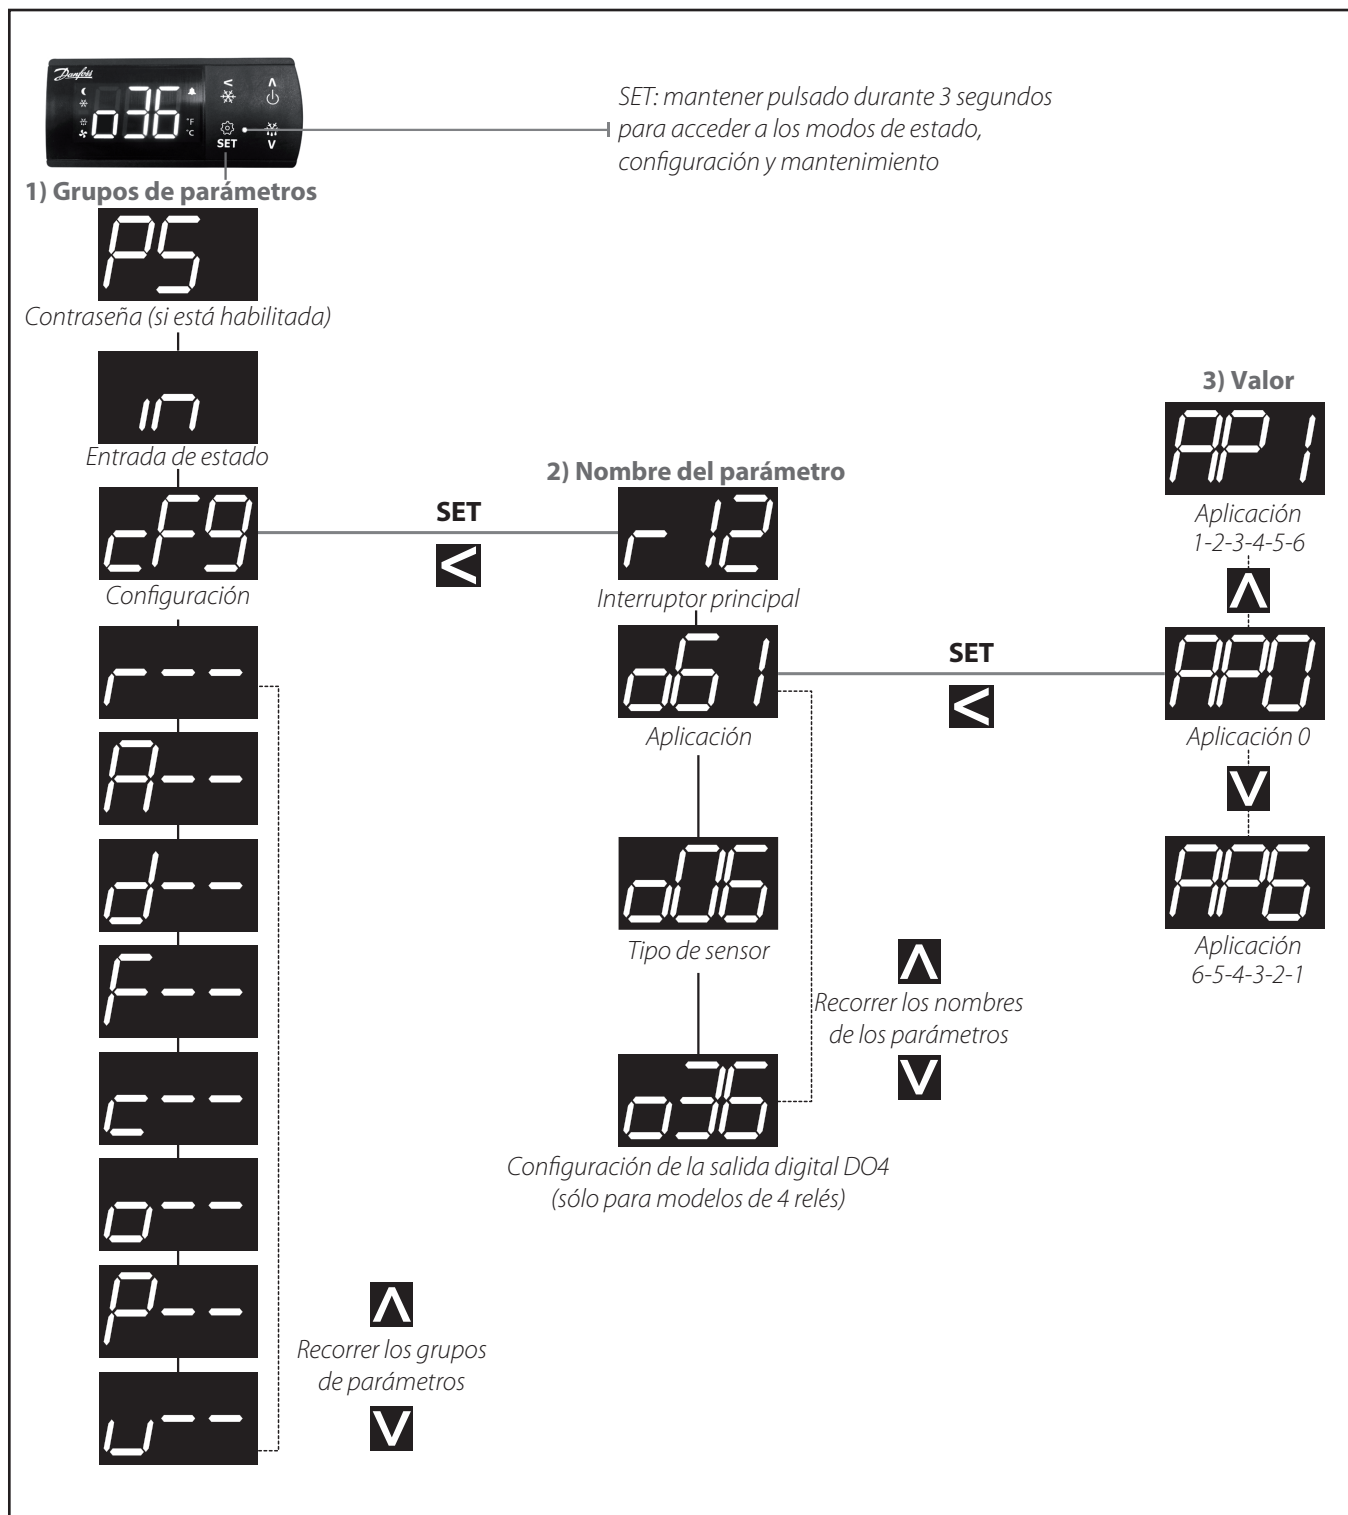 Danfoss
o36
°F
°C
SET
SET: mantener pulsado durante 3 segundos
para acceder a los modos de estado,
configuración y mantenimiento
1) Grupos de parámetros
PS
Contraseña (si está habilitada)
in
Entrada de estado
cFg
Configuración
r--
A--
d--
F--
c--
o--
P--
u--
Recorrer los grupos
de parámetros
SET
2) Nombre del parámetro
r12
Interruptor principal
o61
Aplicación
o06
Tipo de sensor
o36
Configuración de la salida digital DO4
(sólo para modelos de 4 relés)
Recorrer los nombres
de los parámetros
SET
3) Valor
AP1
Aplicación
1-2-3-4-5-6
AP0
Aplicación 0
AP6
Aplicación
6-5-4-3-2-1